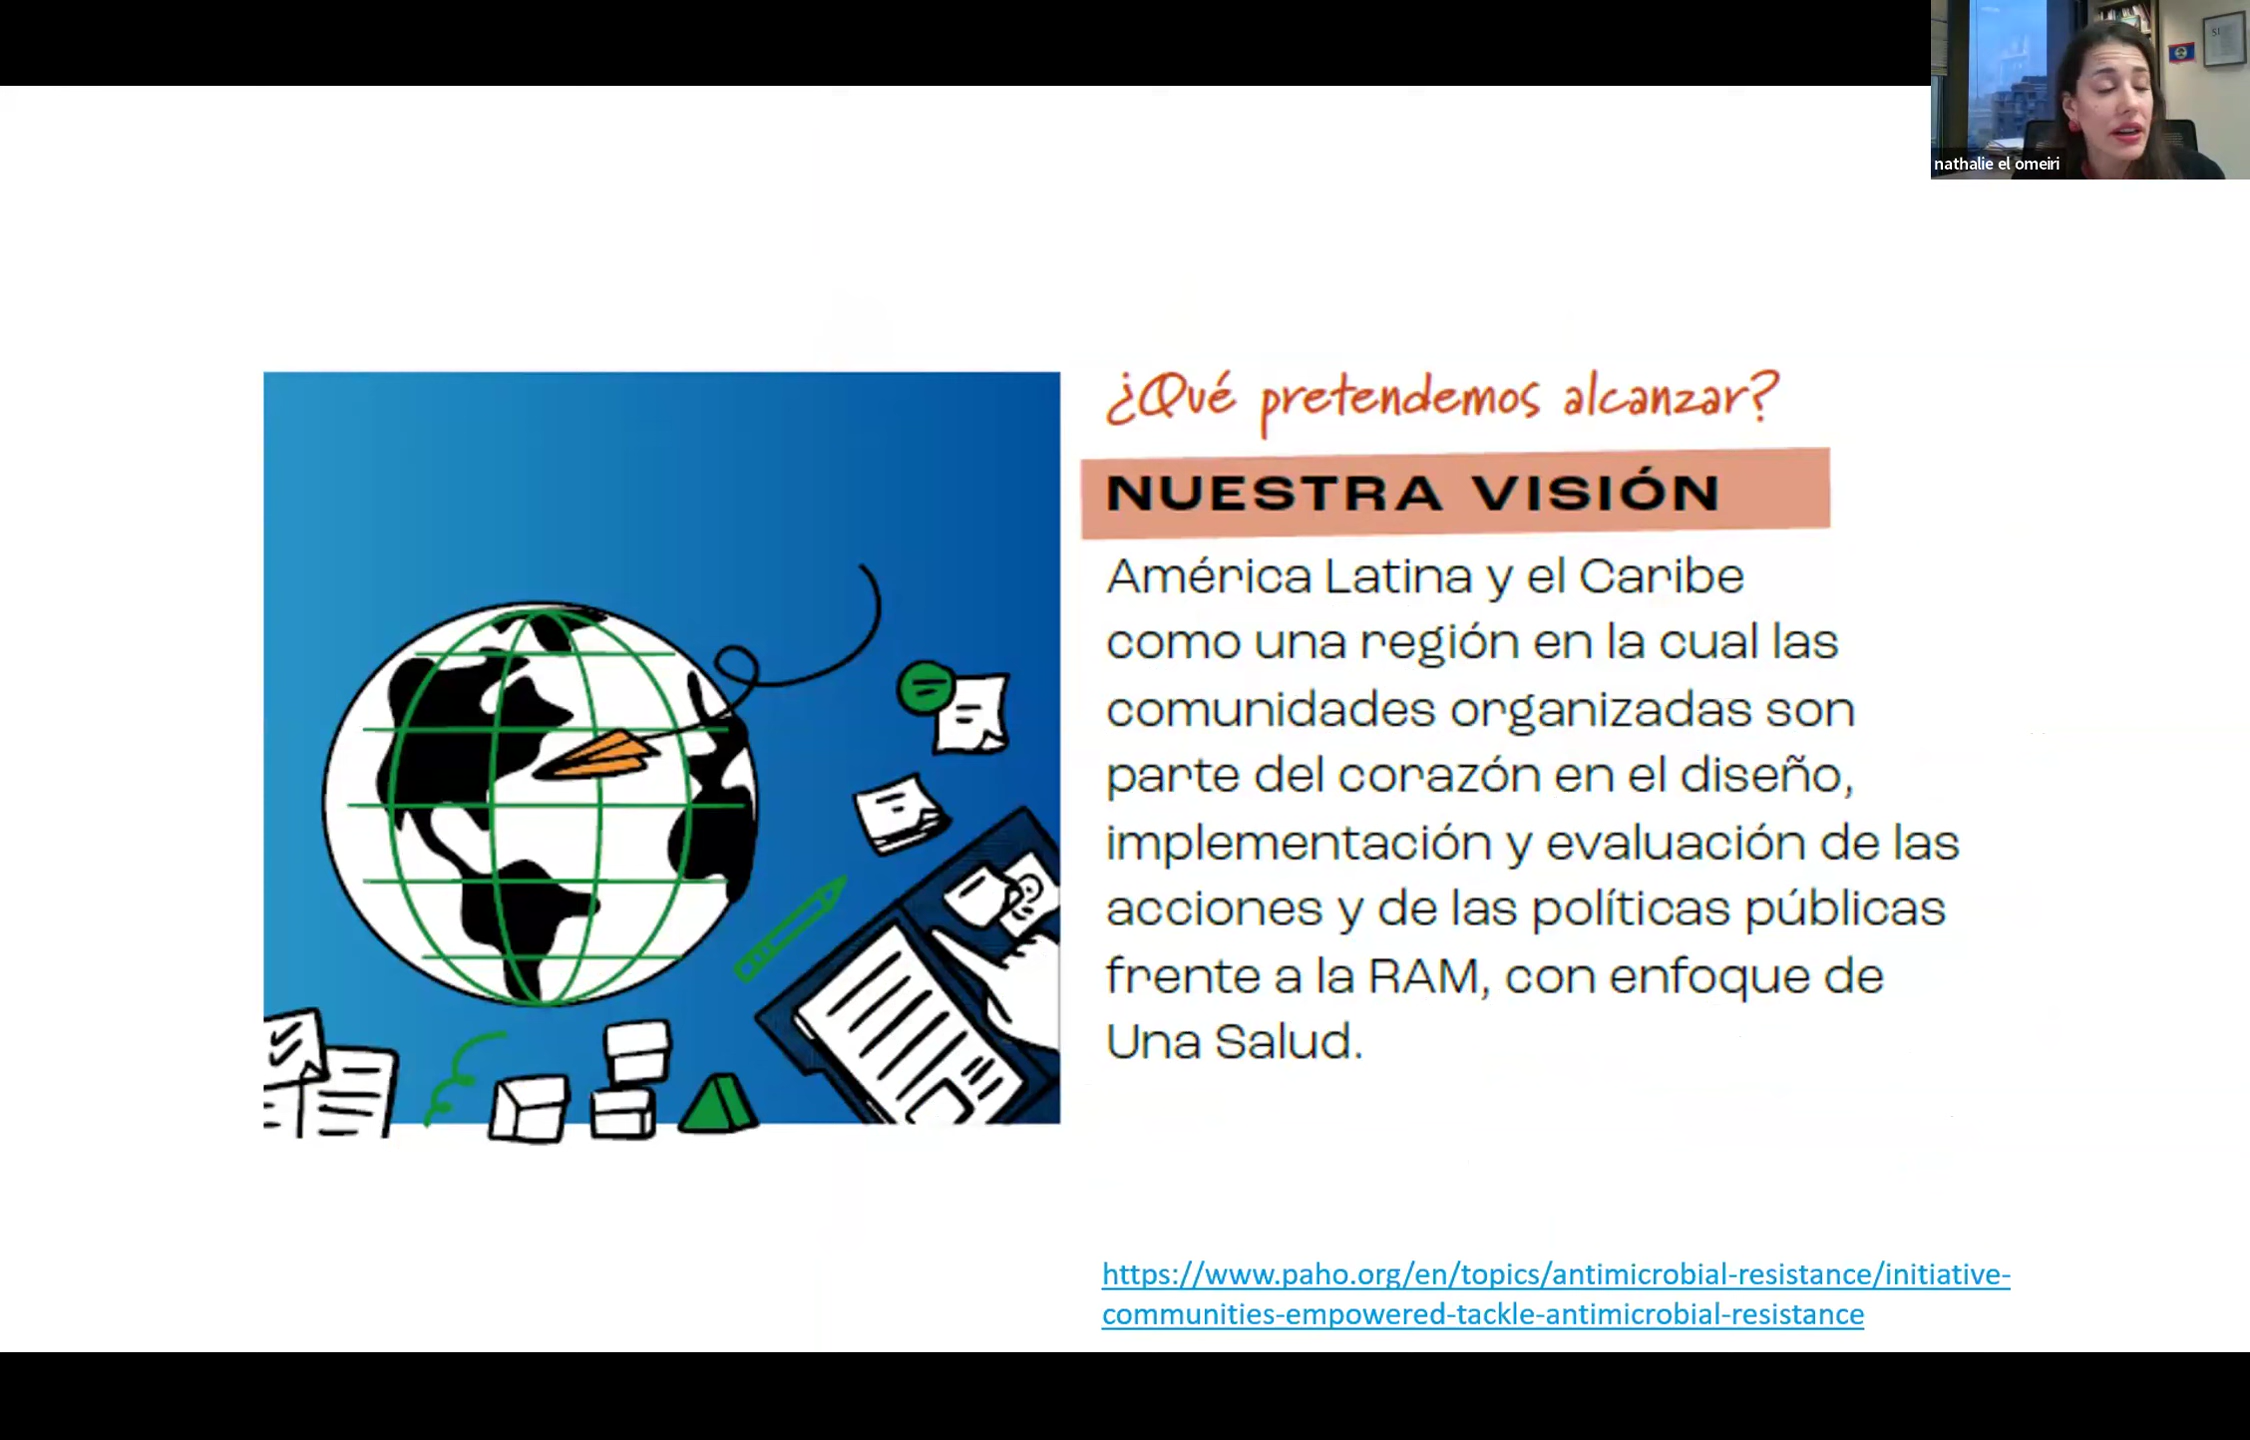 nathalie el omeiri
¿Qué pretendemos alcanzar?
NUESTRA VISIÓN
América Latina y el Caribe
como una región en la cual las
comunidades organizadas son
parte del corazón en el diseño,
implementación y evaluación de las
acciones y de las políticas públicas
frente a la RAM, con enfoque de
Una Salud.
https://www.paho.org/en/topics/antimicrobial-resistance/initiative-
communities-empowered-tackle-antimicrobial-resistance